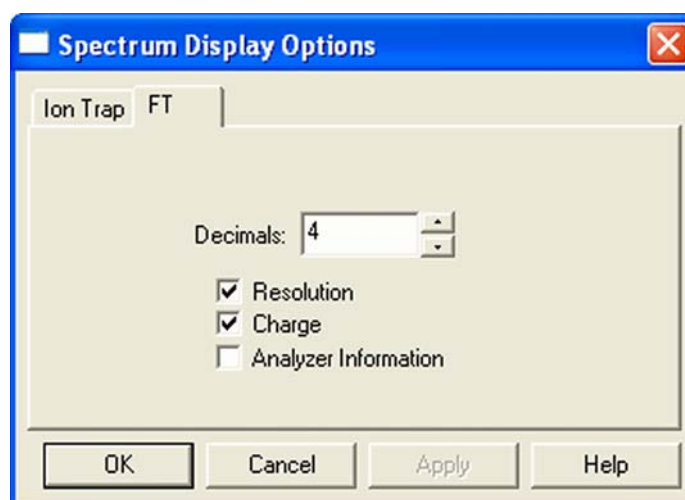 Spectrum Display Options
Ion Trap FT
Decimals: 4
Resolution
Charge
Analyzer Information
OK Cancel Apply Help